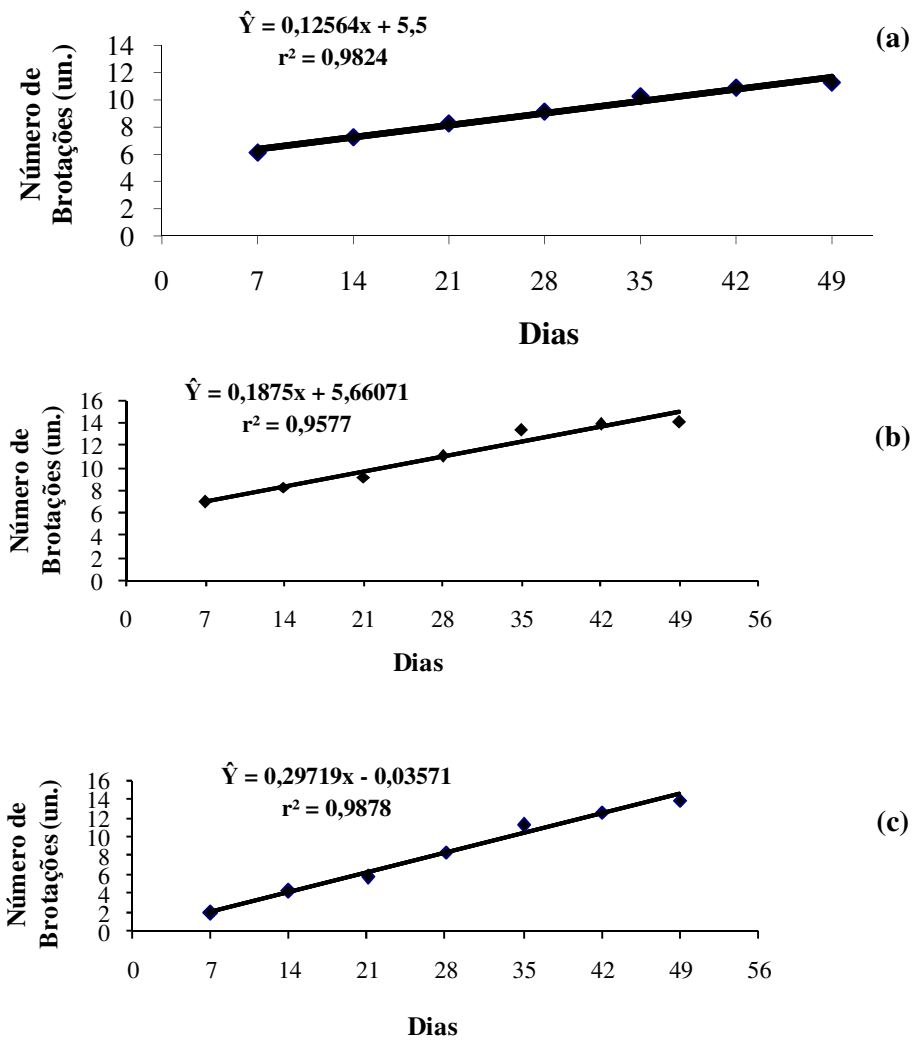 Ŷ = 0,12564x + 5,5
r² = 0,9824
(a)
Número de
Brotações (un.)
14
12
10
8
6
4
2
0
0 7 14 21 28 35 42 49
Dias
Ŷ = 0,1875x + 5,66071
r² = 0,9577
(b)
Número de
Brotações (un.)
16
14
12
10
8
6
4
2
0
0 7 14 21 28 35 42 49 56
Dias
Ŷ = 0,29719x - 0,03571
r² = 0,9878
(c)
Número de
Brotações (un.)
16
14
12
10
8
6
4
2
0
0 7 14 21 28 35 42 49 56
Dias